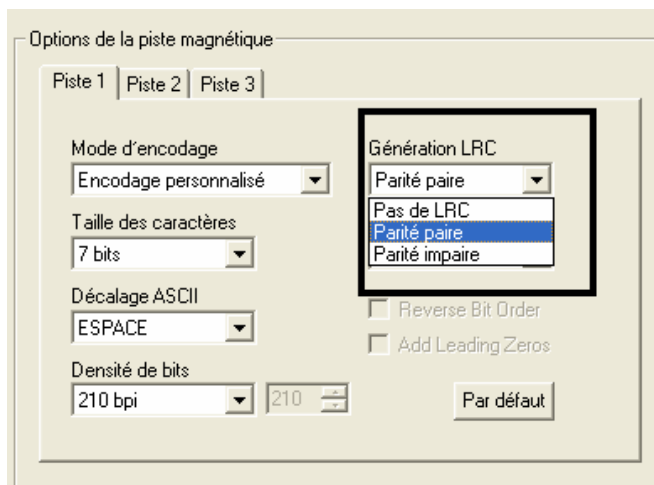 Options de la piste magnétique
Piste 1 Piste 2 Piste 3
Mode d'encodage
Encodage personnalisé
Taille des caractères
7 bits
Décalage ASCII
ESPACE
Densité de bits
210 bpi 210
Génération LRC
Parité paire
Pas de LRC
Parité paire
Parité impaire
Reverse Bit Order
Add Leading Zeros
Par défaut